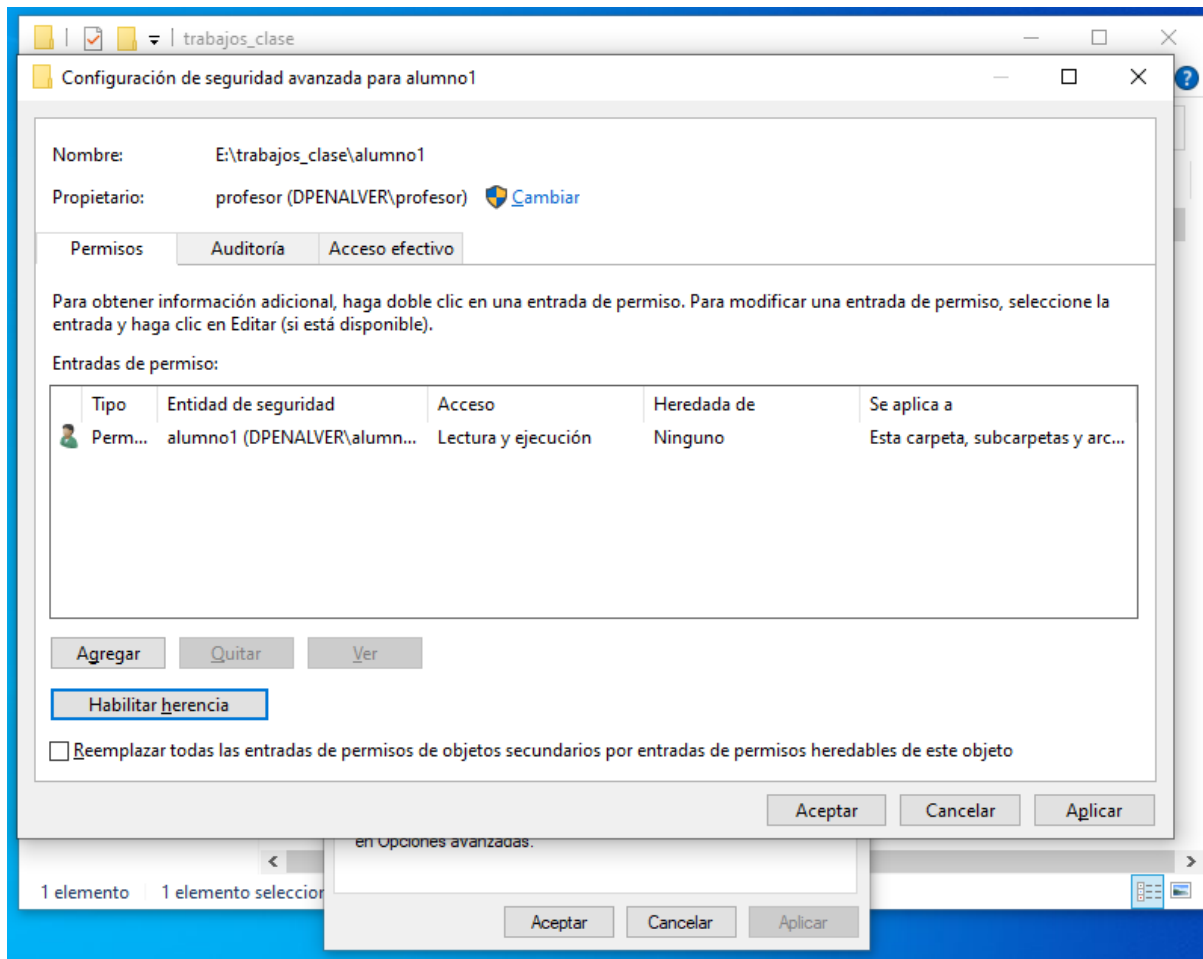 trabajos_clase
Configuración de seguridad avanzada para alumno1
Nombre: E:\trabajos_clase\alumno1
Propietario: profesor (DPENALVER\profesor) Cambiar
Permisos Auditoría Acceso efectivo
Para obtener información adicional, haga doble clic en una entrada de permiso. Para modificar una entrada de permiso, seleccione la
entrada y haga clic en Editar (si está disponible).
Entradas de permiso:
Tipo Entidad de seguridad Acceso Heredada de Se aplica a
Perm... alumno1 (DPENALVER\alumn... Lectura y ejecución Ninguno Esta carpeta, subcarpetas y arc...
Agregar Quitar Ver
Habilitar herencia
Reemplazar todas las entradas de permisos de objetos secundarios por entradas de permisos heredables de este objeto
Aceptar Cancelar Aplicar
en Opciones avanzadas.
1 elemento 1 elemento seleccior
Aceptar Cancelar Aplicar